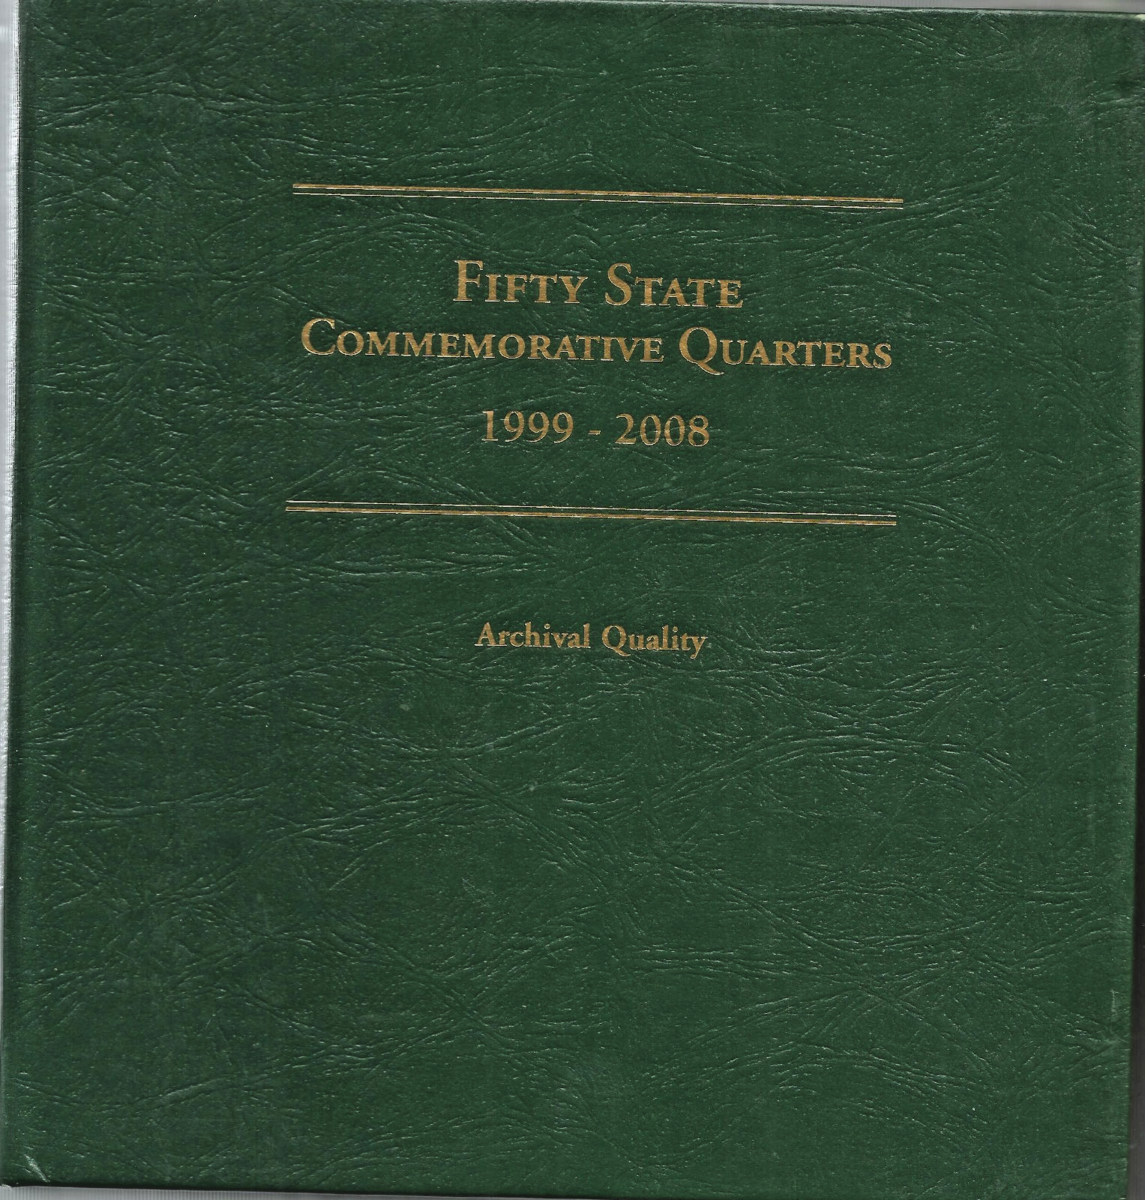 Fifty State
Commemorative Quarters
1999 - 2008
Archival Quality